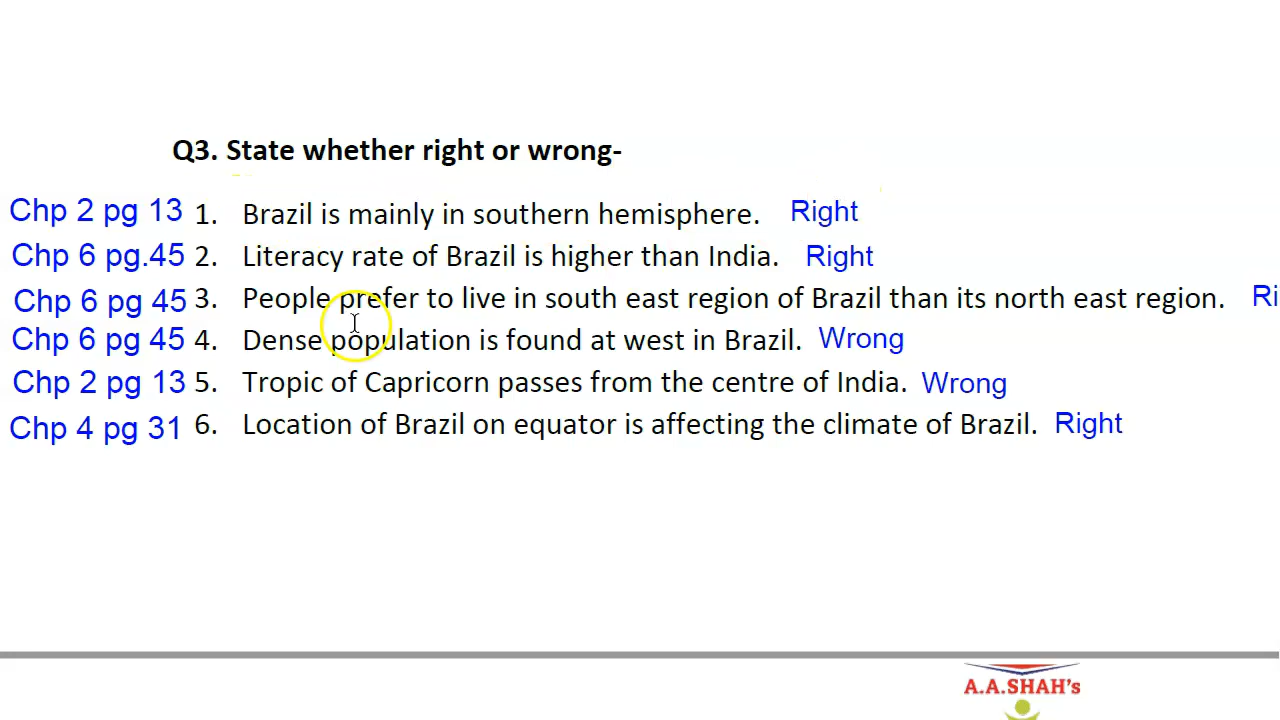 Q3. State whether right or wrong-
Chp 2 pg 13 1. Brazil is mainly in southern hemisphere. Right
Chp 6 pg.45 2. Literacy rate of Brazil is higher than India. Right
Chp 6 pg 45 3. People prefer to live in south east region of Brazil than its north east region. Ri
Chp 6 pg 45 4. Dense population is found at west in Brazil. Wrong
Chp 2 pg 13 5. Tropic of Capricorn passes from the centre of India. Wrong
Chp 4 pg 31 6. Location of Brazil on equator is affecting the climate of Brazil. Right
A.A.SHAH's